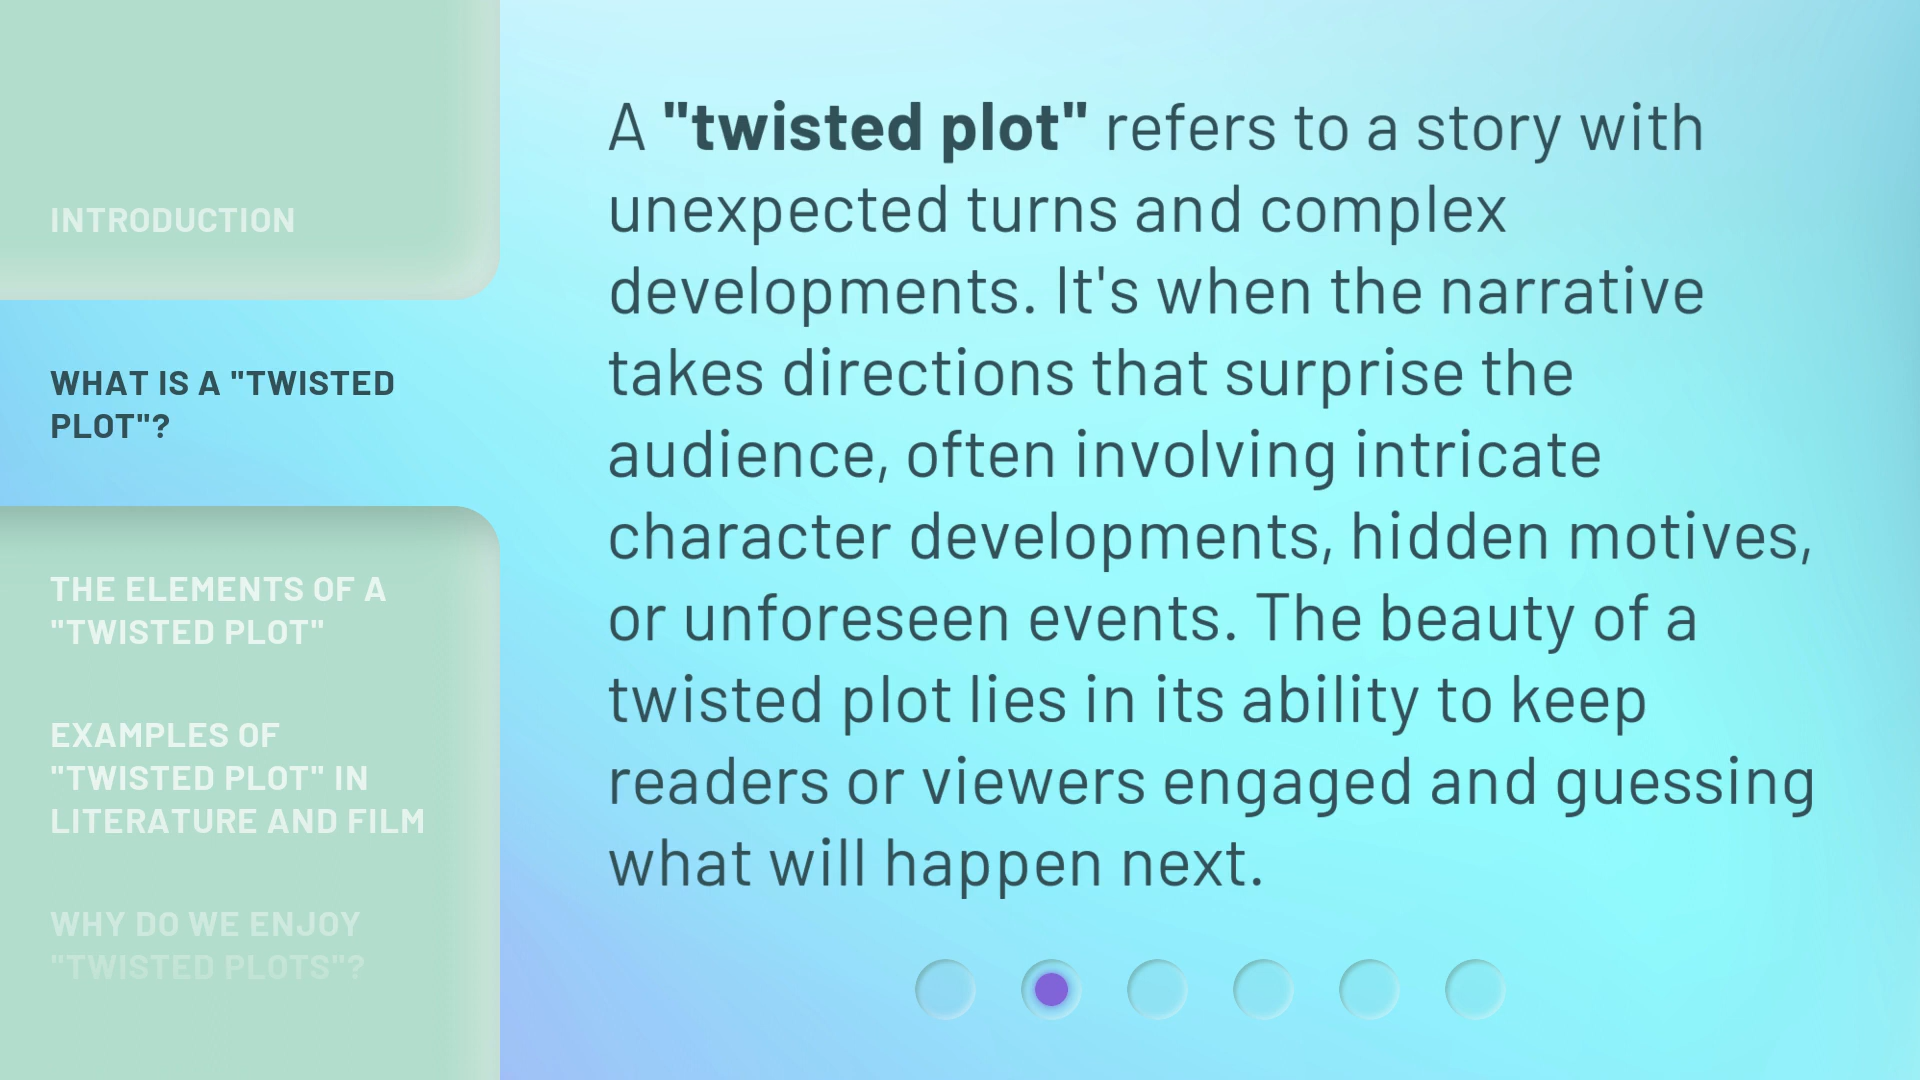 INTRODUCTION
WHAT IS A "TWISTED
PLOT"?
THE ELEMENTS OF A
"TWISTED PLOT"
EXAMPLES OF
"TWISTED PLOT" IN
LITERATURE AND FILM
WHY DO WE ENJOY
"TWISTED PLOTS"?
A "twisted plot" refers to a story with
unexpected turns and complex
developments. It's when the narrative
takes directions that surprise the
audience, often involving intricate
character developments, hidden motives,
or unforeseen events. The beauty of a
twisted plot lies in its ability to keep
readers or viewers engaged and guessing
what will happen next.